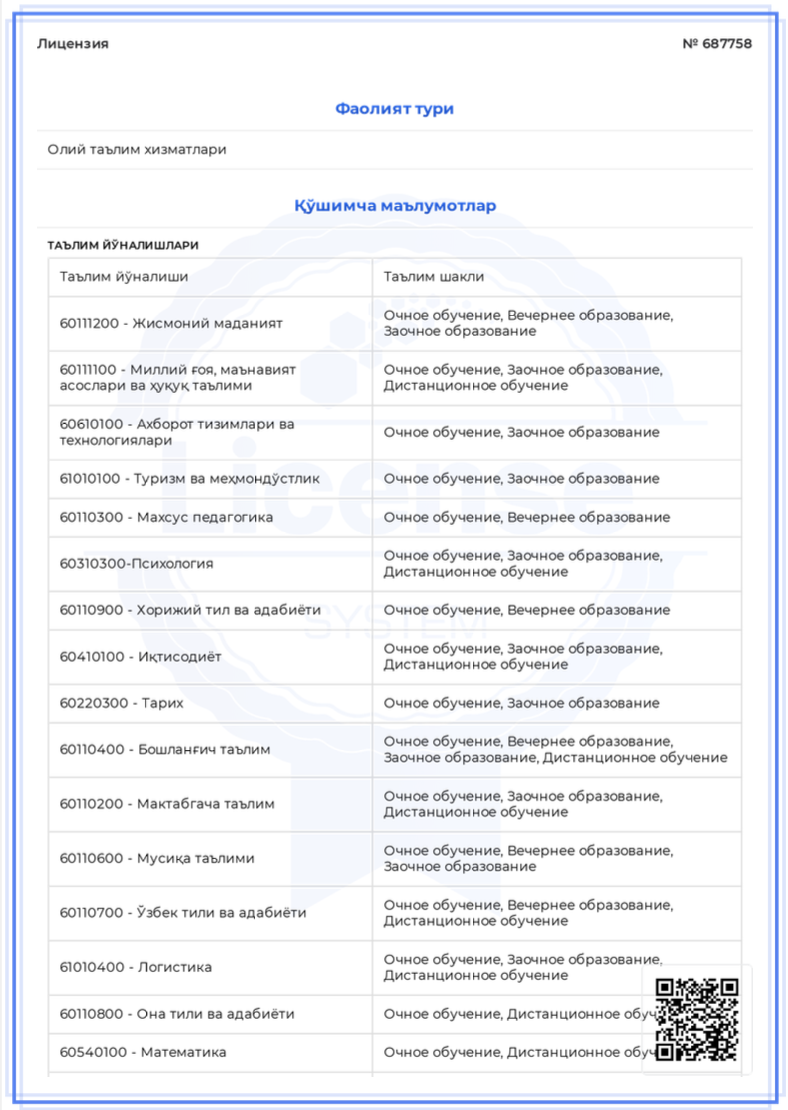 Лицензия
№ 687758
Фаолият тури
Олий таълим хизматлари
Қўшимча маълумотлар
ТАЪЛИМ ЙЎНАЛИШЛАРИ
Таълим йўналиши
Таълим шакли
60111200 - Жисмоний маданият
Очное обучение, Вечернее образование,
Заочное образование
60111100 - Миллий ғоя, маънавият
асослари ва ҳуқуқ таълими
Очное обучение, Заочное образование,
Дистанционное обучение
60610100 - Ахборот тизимлари ва
технологиялари
Очное обучение, Заочное образование
61010100 - Туризм ва меҳмондўстлик
Очное обучение, Заочное образование
60110300 - Махсус педагогика
Очное обучение, Вечернее образование
60310300-Психология
Очное обучение, Заочное образование,
Дистанционное обучение
60110900 - Хорижий тил ва адабиёти
Очное обучение, Вечернее образование
60410100 - Иқтисодиёт
Очное обучение, Заочное образование,
Дистанционное обучение
60220300 - Тарих
Очное обучение, Заочное образование
60110400 - Бошланғич таълим
Очное обучение, Вечернее образование,
Заочное образование, Дистанционное обучение
60110200 - Мактабгача таълим
Очное обучение, Заочное образование,
Дистанционное обучение
60110600 - Мусиқа таълими
Очное обучение, Вечернее образование,
Заочное образование
60110700 - Ўзбек тили ва адабиёти
Очное обучение, Вечернее образование,
Дистанционное обучение
61010400 - Логистика
Очное обучение, Заочное образование,
Дистанционное обучение
60110800 - Она тили ва адабиёти
Очное обучение, Дистанционное обуч
60540100 - Математика
Очное обучение, Дистанционное обуч
License
SYSTEM